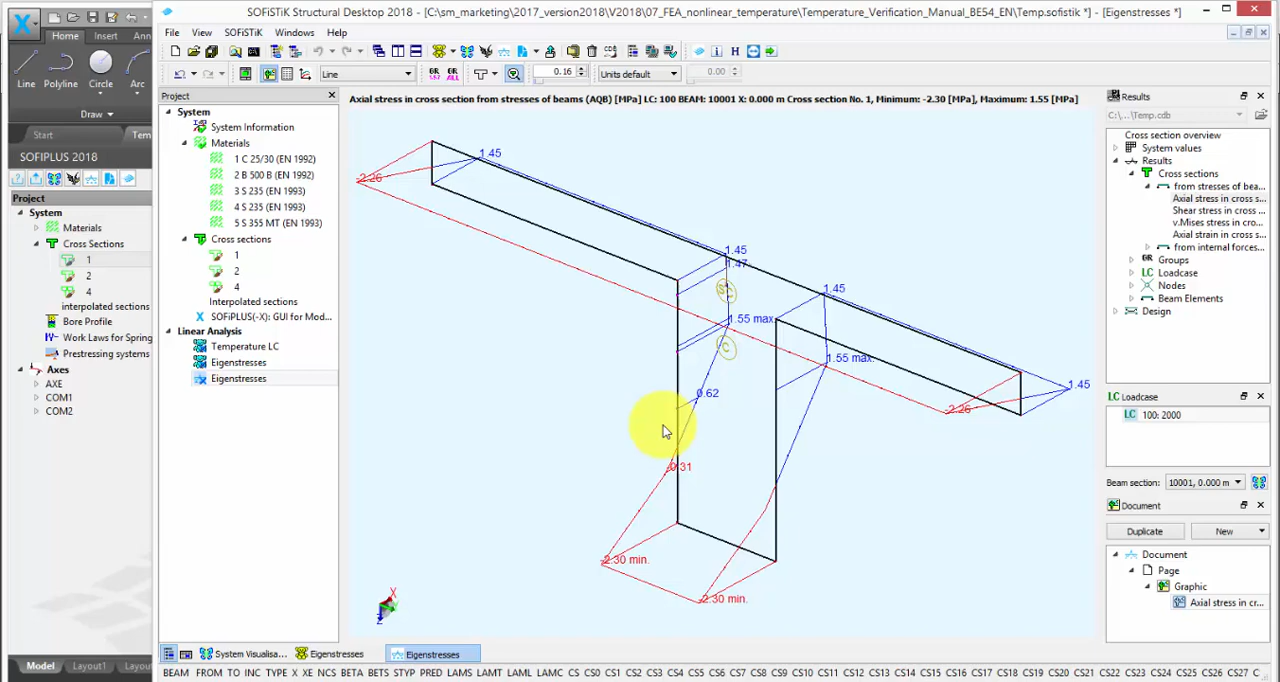 SOFiSTiK Structural Desktop 2018 - [C:\sm_marketing\2017_version2018\V2018\07_FEA_nonlinear_temperature\Temperature_Verification_Manual_BE54_EN\Temp.sofistik *] - [Eigenstresses *]
Home Insert Ann
File View SOFiSTiK Windows Help
Line Polyline Circle Arc
Draw
Line 0.16 Units default 0.00
Start Tem
SOFIPLUS 2018
Project
System
Materials
Cross Sections
1
2
4
interpolated sections
Bore Profile
Work Laws for Spring
Prestressing systems
Axes
AXE
COM1
COM2
Model Layout1 Layou
Project
System
System Information
Materials
1 C 25/30 (EN 1992)
2 B 500 B (EN 1992)
3 S 235 (EN 1993)
4 S 235 (EN 1993)
5 S 355 MT (EN 1993)
Cross sections
1
2
4
Interpolated sections
SOFiPLUS(-X): GUI for Mod...
Linear Analysis
Temperature LC
Eigenstresses
Eigenstresses
Axial stress in cross section from stresses of beams (AQB) [MPa] LC: 100 BEAM: 10001 X: 0.000 m Cross section No. 1, Minimum: -2.30 [MPa], Maximum: 1.55 [MPa]
1.45
-2.26
1.45
1.47
1.45
1.55 max.
1.55 max.
1.45
0.62
-2.26
-0.31
-2.30 min.
-2.30 min.
X
Z
System Visualisa... Eigenstresses Eigenstresses
BEAM FROM TO INC TYPE X XE NCS BETA BETS STYP PRED LAMS LAMT LAML LAMC CS CS0 CS1 CS2 CS3 CS4 CS5 CS6 CS7 CS8 CS9 CS10 CS11 CS12 CS13 CS14 CS15 CS16 CS17 CS18 CS19 CS20 CS21 CS22 CS23 CS24 CS25 CS26 CS27 C
Results
C:\...\Temp.cdb
Cross section overview
System values
Results
Cross sections
from stresses of bea...
Axial stress in cross s...
Shear stress in cross ...
v.Mises stress in cro...
Axial strain in cross s...
from internal forces...
Groups
Loadcase
Nodes
Beam Elements
Design
Loadcase
LC 100: 2000
Beam section: 10001, 0.000 m
Document
Duplicate New
Document
Page
Graphic
Axial stress in cr...